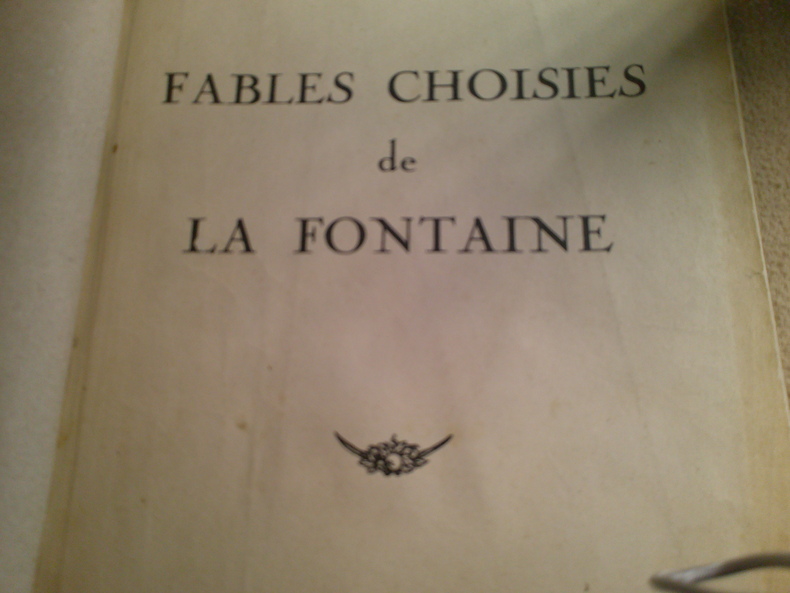 FABLES CHOISIES
de
LA FONTAINE